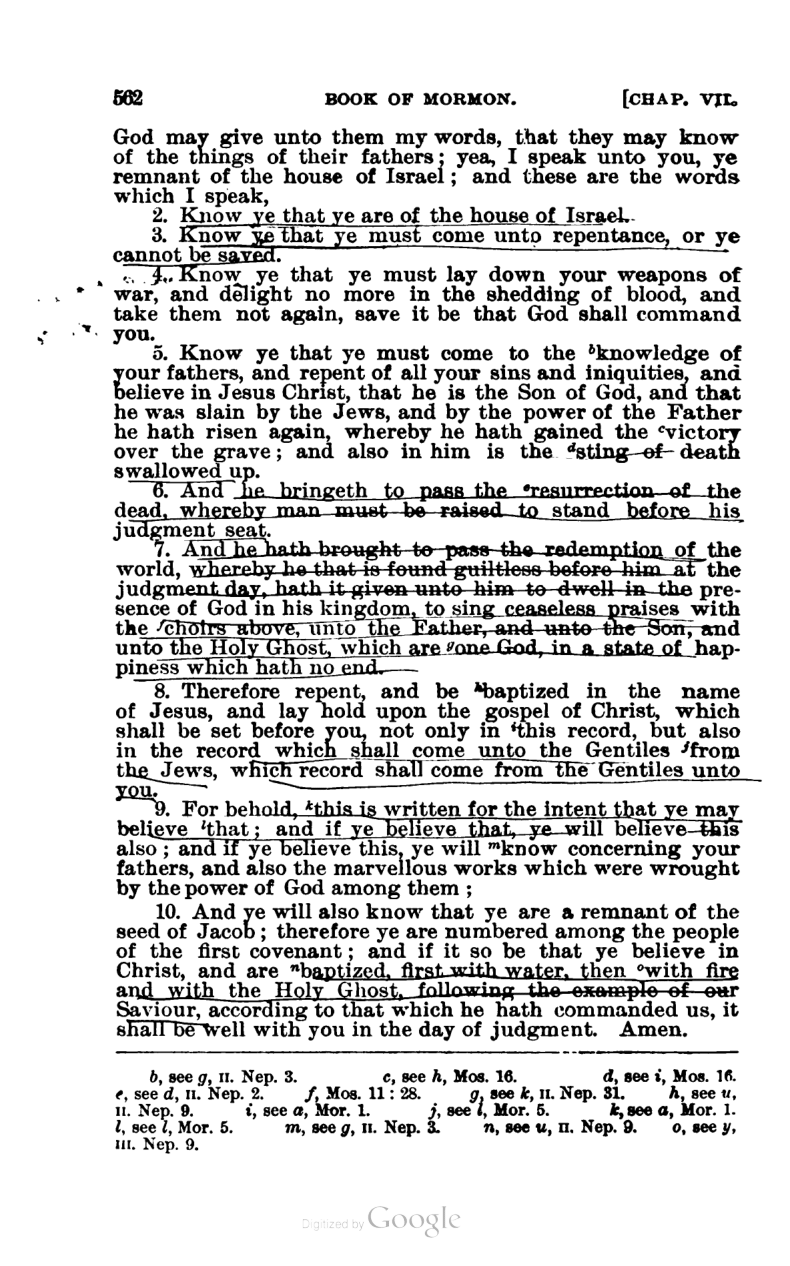 562 BOOK OF MORMON. [CHAP. VII.
God may give unto them my words, that they may know
of the things of their fathers; yea, I speak unto you, ye
remnant of the house of Israel; and these are the words
which I speak,
2. Know ye that ye are of the house of Israel.
3. Know ye that ye must come unto repentance, or ye
cannot be saved.
4. Know ye that ye must lay down your weapons of
war, and delight no more in the shedding of blood, and
take them not again, save it be that God shall command
you.
5. Know ye that ye must come to the ᵇknowledge of
your fathers, and repent of all your sins and iniquities, and
believe in Jesus Christ, that he is the Son of God, and that
he was slain by the Jews, and by the power of the Father
he hath risen again, whereby he hath gained the ᶜvictory
over the grave; and also in him is the ᵈsting of death
swallowed up.
6. And he bringeth to pass the ᵉresurrection of the
dead, whereby man must be raised to stand before his
judgment seat.
7. And he hath brought to pass the redemption of the
world, whereby he that is found guiltless before him at the
judgment day, hath it given unto him to dwell in the pre-
sence of God in his kingdom, to sing ceaseless praises with
the ᶠchoirs above, unto the Father, and unto the Son, and
unto the Holy Ghost, which are ᵍone God, in a state of hap-
piness which hath no end.
8. Therefore repent, and be ʰbaptized in the name
of Jesus, and lay hold upon the gospel of Christ, which
shall be set before you, not only in ⁱthis record, but also
in the record which shall come unto the Gentiles ʲfrom
the Jews, which record shall come from the Gentiles unto
you.
9. For behold, ᵏthis is written for the intent that ye may
believe ˡthat; and if ye believe that, ye will believe this
also; and if ye believe this, ye will ᵐknow concerning your
fathers, and also the marvellous works which were wrought
by the power of God among them;
10. And ye will also know that ye are a remnant of the
seed of Jacob; therefore ye are numbered among the people
of the first covenant; and if it so be that ye believe in
Christ, and are ⁿbaptized, first with water, then ᵒwith fire
and with the Holy Ghost, following the example of our
Saviour, according to that which he hath commanded us, it
shall be well with you in the day of judgment. Amen.
b, see g, II. Nep. 3. c, see h, Mos. 16. d, see i, Mos. 16.
e, see d, II. Nep. 2. f, Mos. 11:28. g, see k, II. Nep. 31. h, see u,
II. Nep. 9. i, see a, Mor. 1. j, see l, Mor. 5. k, see a, Mor. 1.
l, see l, Mor. 5. m, see g, II. Nep. 3. n, see u, II. Nep. 9. o, see y,
III. Nep. 9.
Digitized by Google